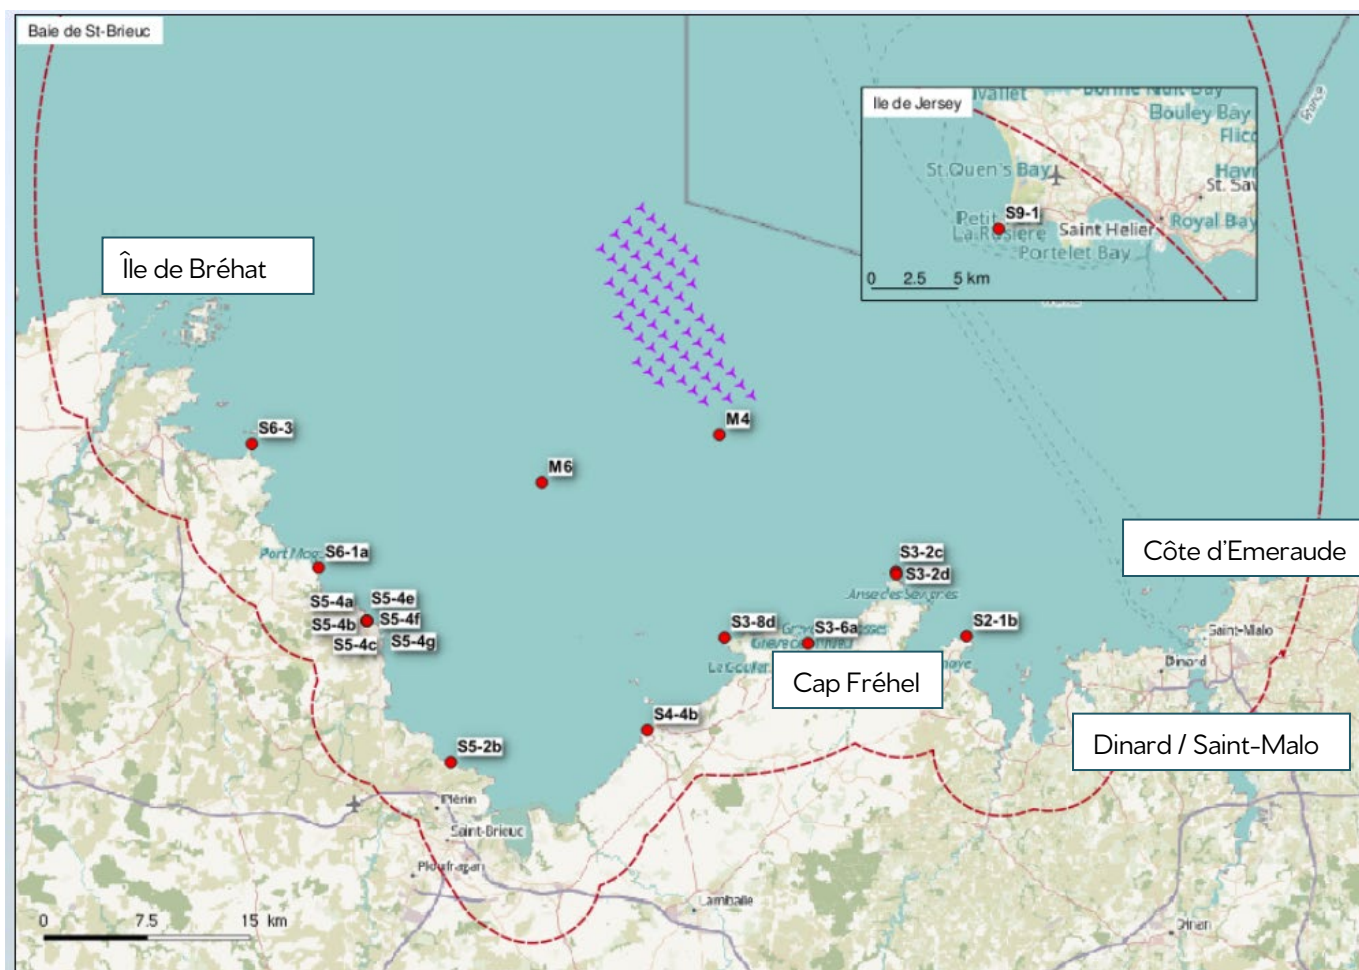 Baie de St-Brieuc
Ile de Jersey
Bouley Bay
France
St.Ouen's Bay
S9-1
Saint Helier
Royal Bay
Portelet Bay
0 2.5 5 km
Île de Bréhat
S6-3
M4
M6
S6-1a
S5-4a
S5-4e
S5-4b
S5-4f
S5-4c
S5-4g
S3-2c
S3-2d
Anse des Sévignés
Côte d'Emeraude
S3-8d
S3-6a
S2-1b
Saint-Malo
Dinard
Cap Fréhel
S4-4b
Dinard / Saint-Malo
S5-2b
Plérin
Saint-Brieuc
Ploufragan
Lamballe
Dinan
0 7.5 15 km